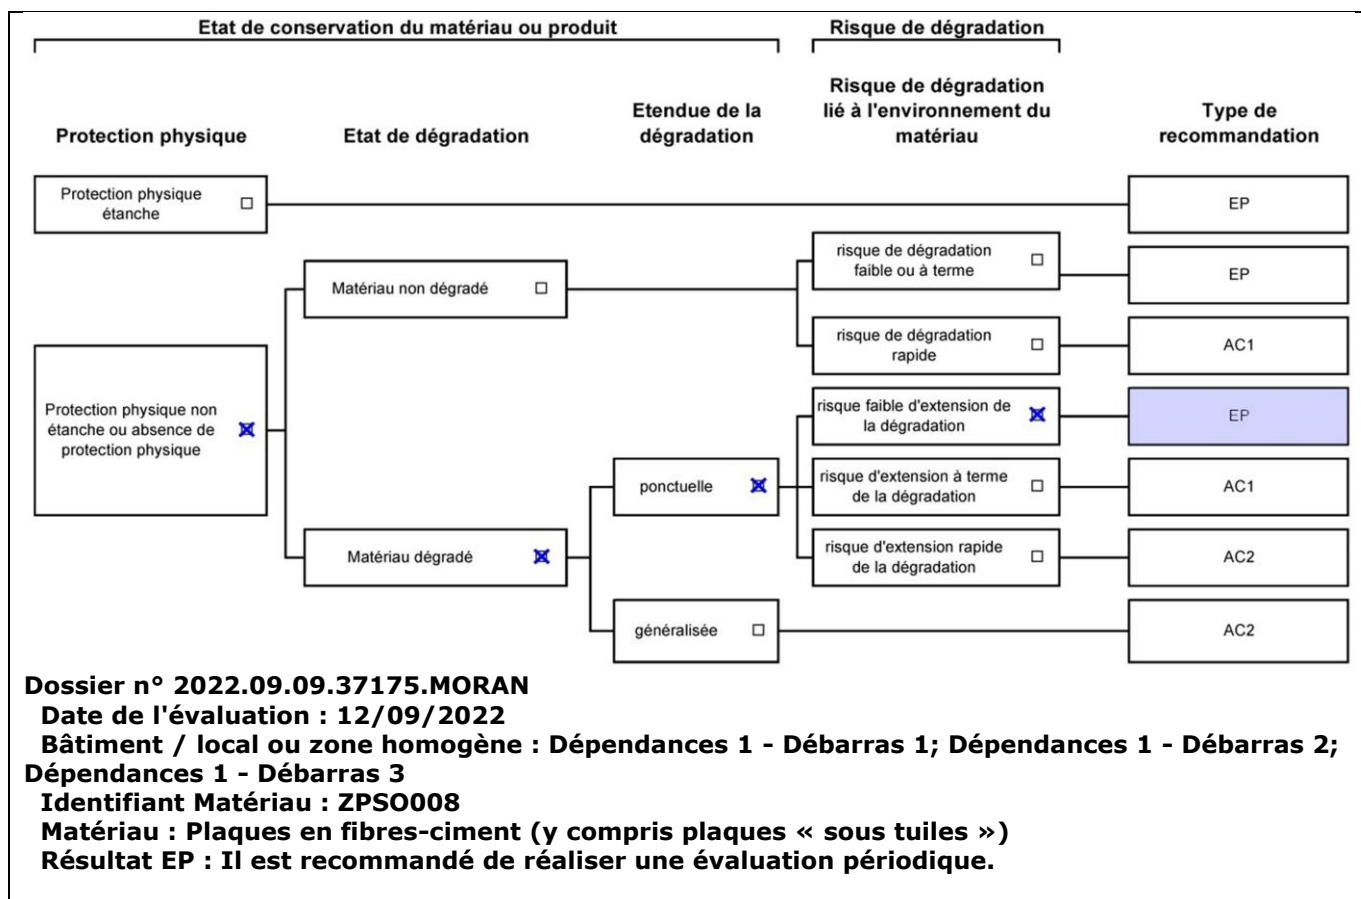 Etat de conservation du matériau ou produit
Risque de dégradation
Protection physique
Etat de dégradation
Etendue de la
dégradation
Risque de dégradation
lié à l'environnement du
matériau
Type de
recommandation
Protection physique
étanche
EP
Matériau non dégradé
risque de dégradation
faible ou à terme
EP
risque de dégradation
rapide
AC1
Protection physique non
étanche ou absence de
protection physique
risque faible d'extension de
la dégradation
EP
ponctuelle
risque d'extension à terme
de la dégradation
AC1
Matériau dégradé
risque d'extension rapide
de la dégradation
AC2
généralisée
AC2
Dossier n° 2022.09.09.37175.MORAN
Date de l'évaluation : 12/09/2022
Bâtiment / local ou zone homogène : Dépendances 1 - Débarras 1; Dépendances 1 - Débarras 2;
Dépendances 1 - Débarras 3
Identifiant Matériau : ZPSO008
Matériau : Plaques en fibres-ciment (y compris plaques « sous tuiles »)
Résultat EP : Il est recommandé de réaliser une évaluation périodique.